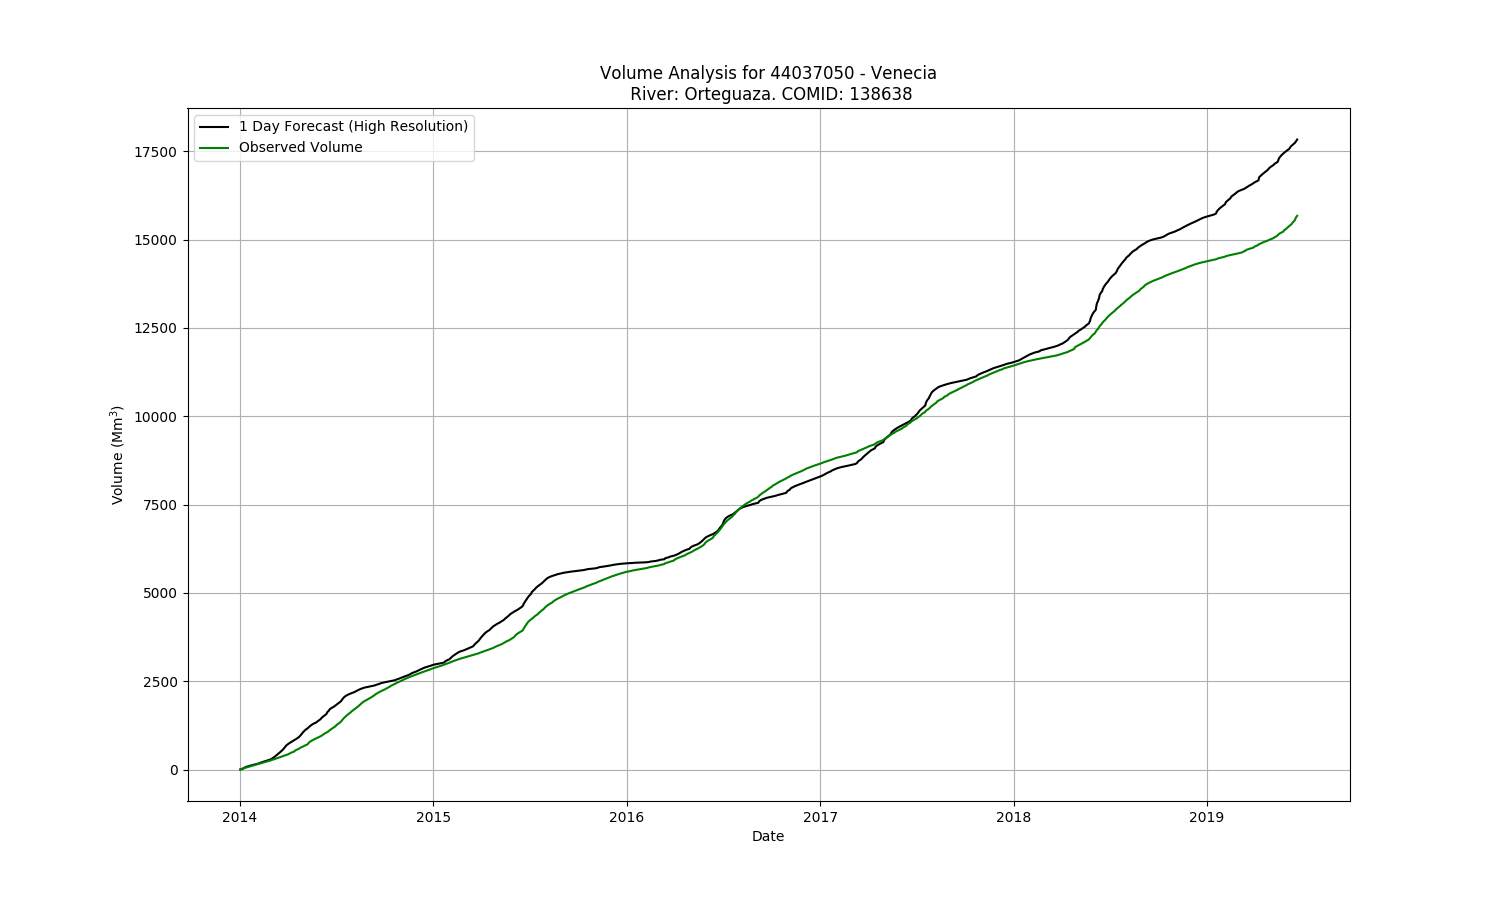 Volume Analysis for 44037050 - Venecia
River: Orteguaza. COMID: 138638
1 Day Forecast (High Resolution)
Observed Volume
17500
15000
12500
10000
7500
5000
2500
0
Volume (Mm³)
2014 2015 2016 2017 2018 2019
Date